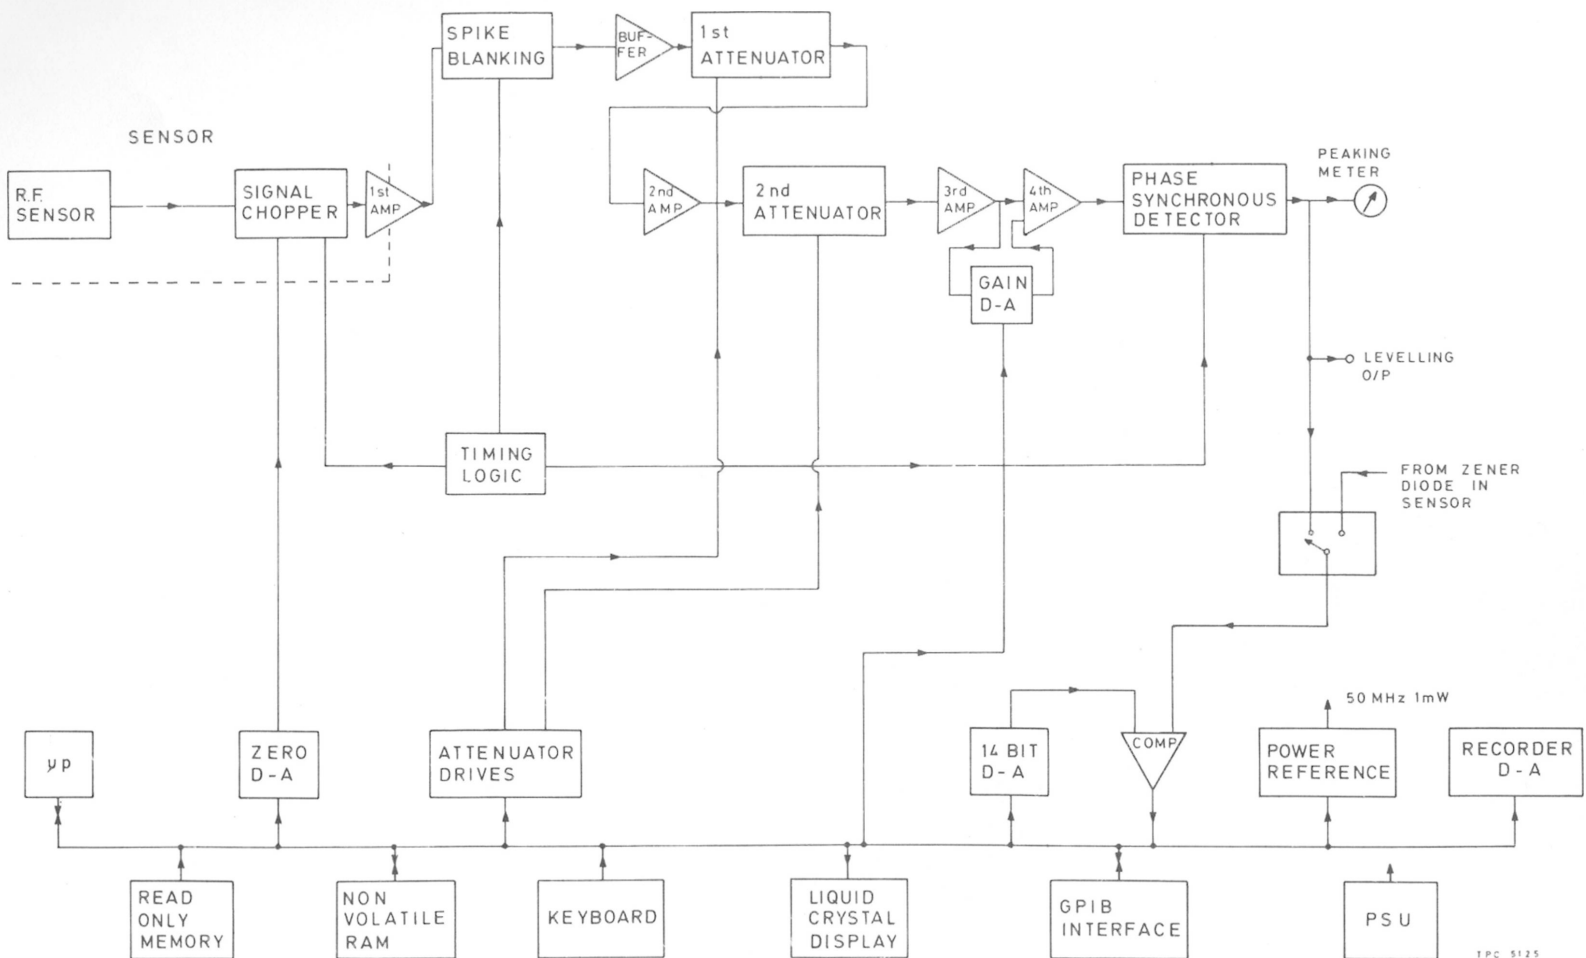 SPIKE
BLANKING
BUF-
FER
1st
ATTENUATOR
SENSOR
R.F.
SENSOR
SIGNAL
CHOPPER
1st
AMP
2nd
AMP
2nd
ATTENUATOR
3rd
AMP
4th
AMP
PHASE
SYNCHRONOUS
DETECTOR
PEAKING
METER
GAIN
D-A
LEVELLING
O/P
TIMING
LOGIC
FROM ZENER
DIODE IN
SENSOR
μp
ZERO
D-A
ATTENUATOR
DRIVES
14 BIT
D-A
COMP
50 MHz 1mW
POWER
REFERENCE
RECORDER
D-A
READ
ONLY
MEMORY
NON
VOLATILE
RAM
KEYBOARD
LIQUID
CRYSTAL
DISPLAY
GPIB
INTERFACE
PSU
TPC 5125